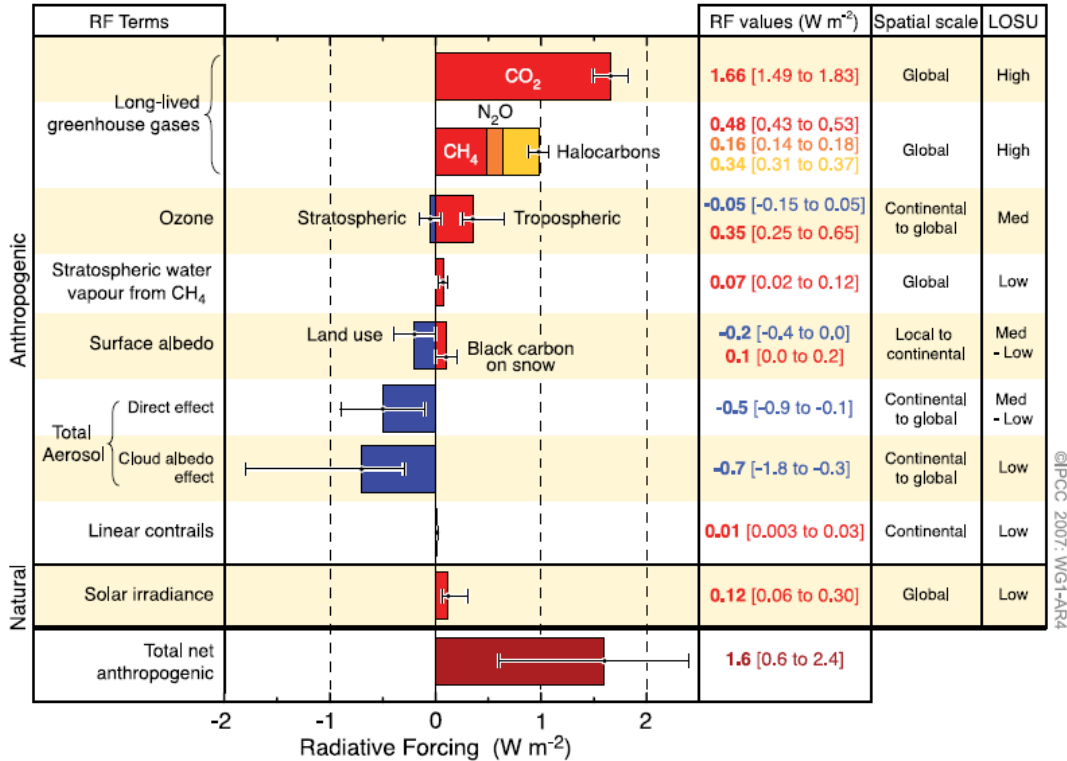 RF Terms
RF values (W m⁻²)
Spatial scale
LOSU
Anthropogenic
Long-lived
greenhouse gases
CO₂
1.66 [1.49 to 1.83]
Global
High
N₂O
CH₄
Halocarbons
0.48 [0.43 to 0.53]
0.16 [0.14 to 0.18]
0.34 [0.31 to 0.37]
Global
High
Ozone
Stratospheric
Tropospheric
-0.05 [-0.15 to 0.05]
0.35 [0.25 to 0.65]
Continental
to global
Med
Stratospheric water
vapour from CH₄
0.07 [0.02 to 0.12]
Global
Low
Surface albedo
Land use
Black carbon
on snow
-0.2 [-0.4 to 0.0]
0.1 [0.0 to 0.2]
Local to
continental
Med
- Low
Total
Aerosol
Direct effect
-0.5 [-0.9 to -0.1]
Continental
to global
Med
- Low
Cloud albedo
effect
-0.7 [-1.8 to -0.3]
Continental
to global
Low
Linear contrails
0.01 [0.003 to 0.03]
Continental
Low
Natural
Solar irradiance
0.12 [0.06 to 0.30]
Global
Low
Total net
anthropogenic
1.6 [0.6 to 2.4]
-2 -1 0 1 2
Radiative Forcing (W m⁻²)
©IPCC 2007: WG1-AR4